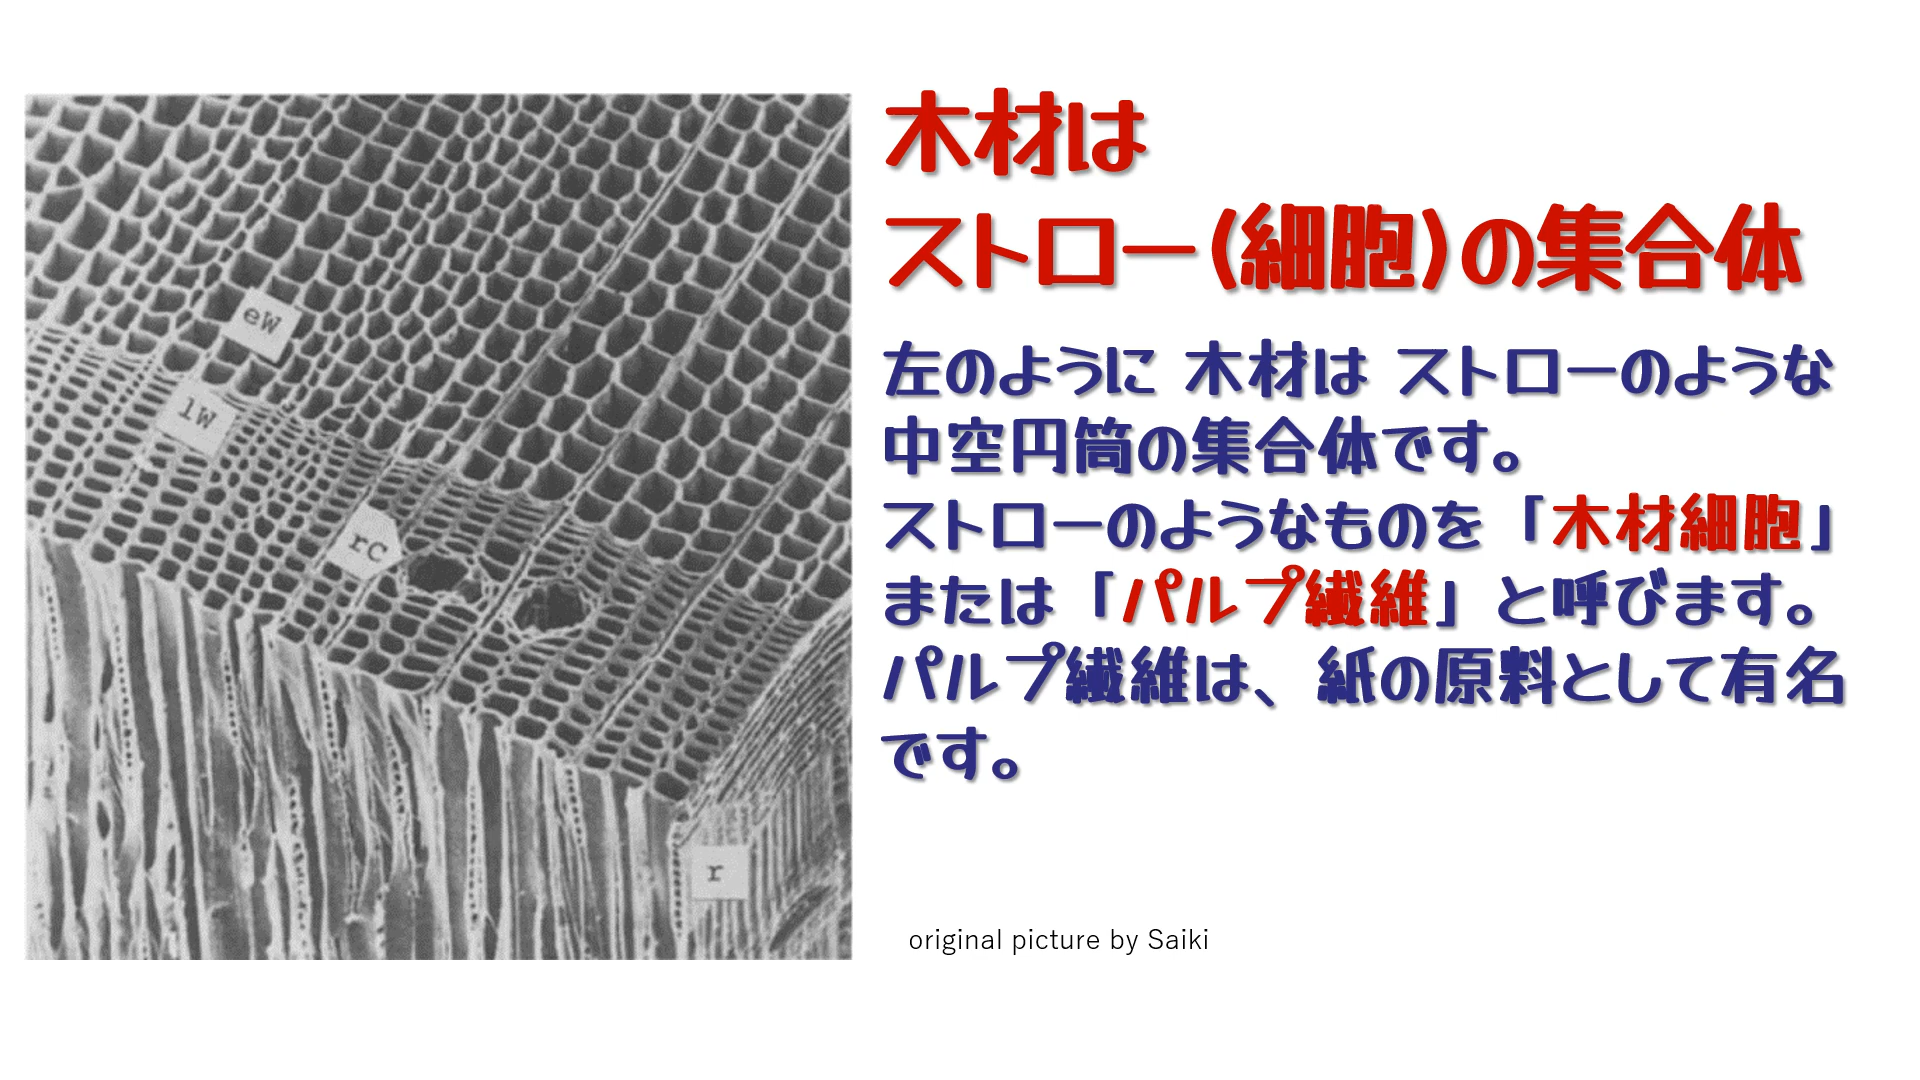 eW
lW
rC
r
木材は
ストロー(細胞)の集合体
左のように 木材は ストローのような
中空円筒の集合体です。
ストローのようなものを「木材細胞」
または「パルプ繊維」と呼びます。
パルプ繊維は、紙の原料として有名
です。
original picture by Saiki